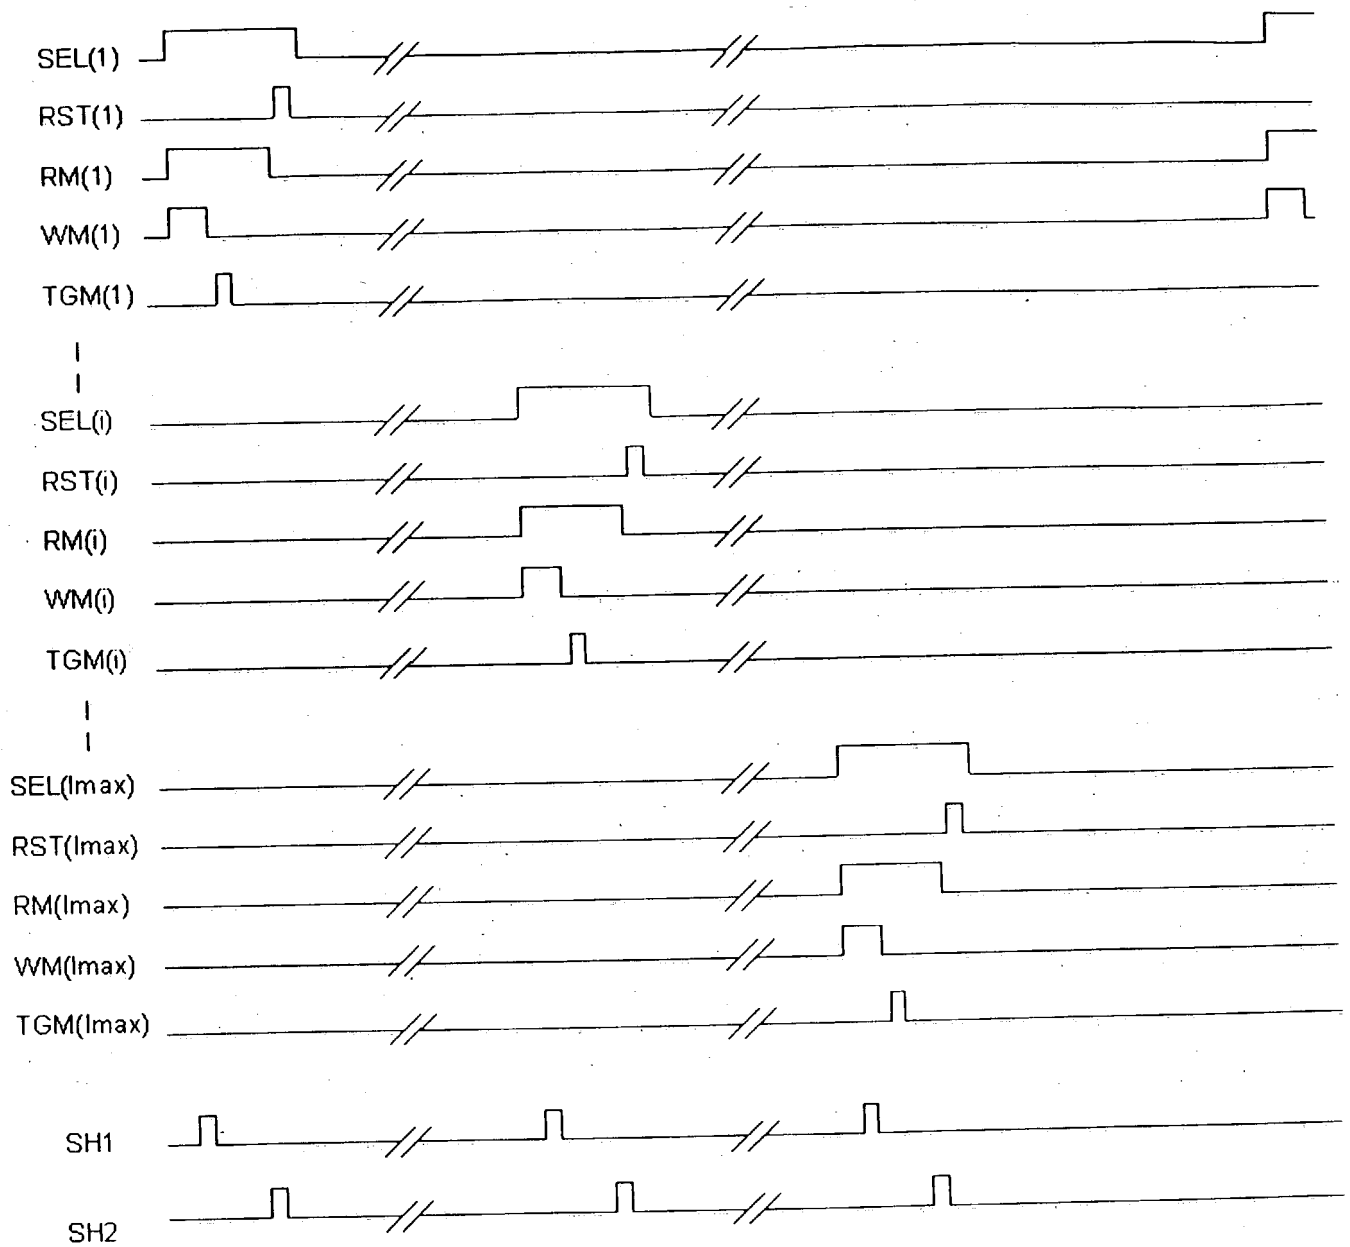 SEL(1)
RST(1)
RM(1)
WM(1)
TGM(1)
SEL(i)
RST(i)
RM(i)
WM(i)
TGM(i)
SEL(Imax)
RST(Imax)
RM(Imax)
WM(Imax)
TGM(Imax)
SH1
SH2